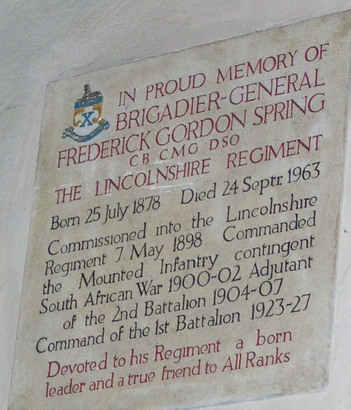 X
IN PROUD MEMORY OF
BRIGADIER-GENERAL
FREDERICK GORDON SPRING
CB CMG DSO
THE LINCOLNSHIRE REGIMENT
Born 25 July 1878 Died 24 Septr. 1963
Commissioned into the Lincolnshire
Regiment 7 May 1898 Commanded
the Mounted Infantry contingent
South African War 1900-02 Adjutant
of the 2nd Battalion 1904-07
Command of the 1st Battalion 1923-27
Devoted to his Regiment a born
leader and a true friend to All Ranks